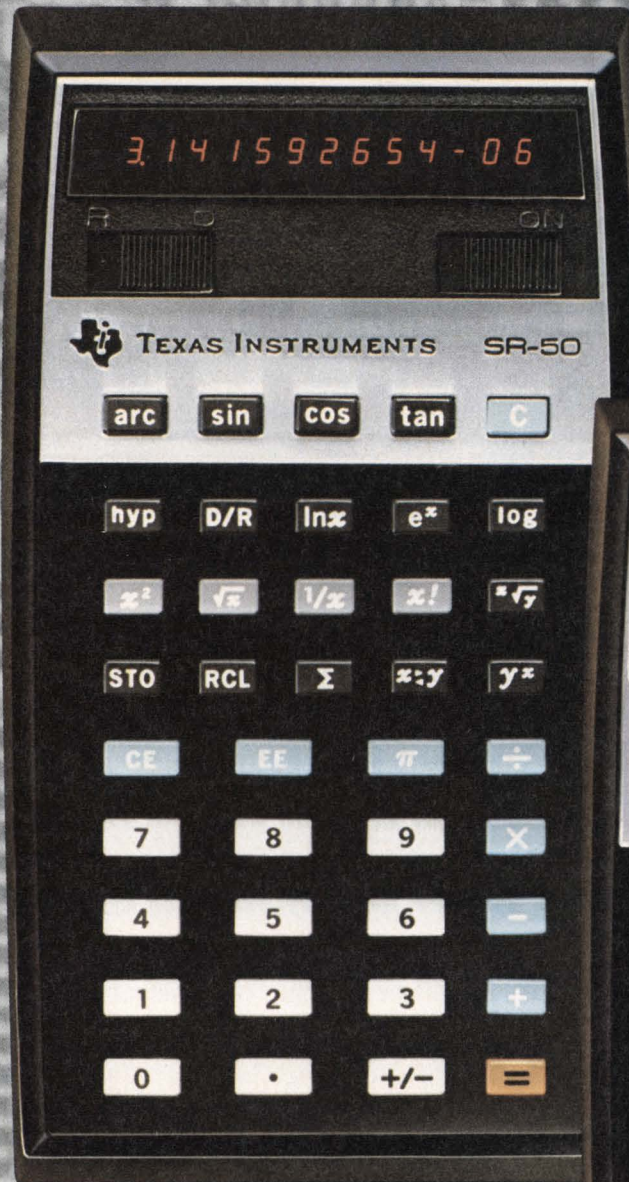 3.141592654-06
R D ON
TEXAS INSTRUMENTS SR-50
arc sin cos tan C
hyp D/R lnx eˣ log
x² √x 1/x x! ˣ√y
STO RCL Σ x:y yˣ
CE EE π ÷
7 8 9 ×
4 5 6 −
1 2 3 +
0 . +/− =